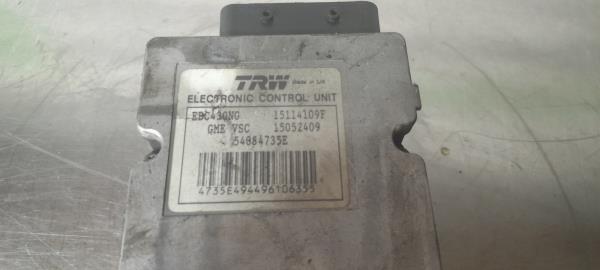 TRW Made in UK
ELECTRONIC CONTROL UNIT
EBC430NG 15114109F
GME VSC 15052409
54084735E
4735E494496106355